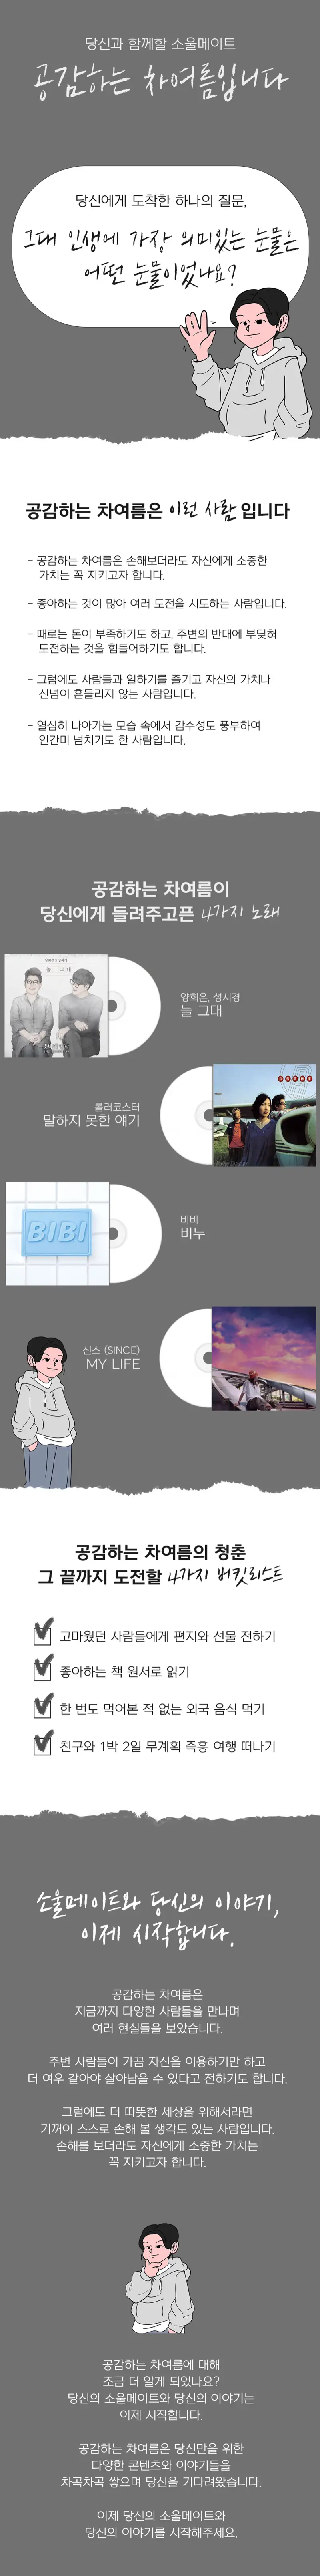 당신과 함께할 소울메이트
공감하는 차여름입니다
당신에게 도착한 하나의 질문,
그대 인생에 가장 의미있는 눈물은
어떤 눈물이었나요?
공감하는 차여름은 이런 사람 입니다
- 공감하는 차여름은 손해보더라도 자신에게 소중한
가치는 꼭 지키고자 합니다.
- 좋아하는 것이 많아 여러 도전을 시도하는 사람입니다.
- 때로는 돈이 부족하기도 하고, 주변의 반대에 부딪혀
도전하는 것을 힘들어하기도 합니다.
- 그럼에도 사람들과 일하기를 즐기고 자신의 가치나
신념이 흔들리지 않는 사람입니다.
- 열심히 나아가는 모습 속에서 감수성도 풍부하여
인간미 넘치기도 한 사람입니다.
공감하는 차여름이
당신에게 들려주고픈 4가지 노래
늘 그대
양희은, 성시경
늘 그대
롤러코스터
말하지 못한 얘기
BIBI
비비
비누
신스 (SINCE)
MY LIFE
공감하는 차여름의 청춘
그 끝까지 도전할 4가지 버킷리스트
고마웠던 사람들에게 편지와 선물 전하기
좋아하는 책 원서로 읽기
한 번도 먹어본 적 없는 외국 음식 먹기
친구와 1박 2일 무계획 즉흥 여행 떠나기
소울메이트와 당신의 이야기,
이제 시작합니다.
공감하는 차여름은
지금까지 다양한 사람들을 만나며
여러 현실들을 보았습니다.
주변 사람들이 가끔 자신을 이용하기만 하고
더 여우 같아야 살아남을 수 있다고 전하기도 합니다.
그럼에도 더 따뜻한 세상을 위해서라면
기꺼이 스스로 손해 볼 생각도 있는 사람입니다.
손해를 보더라도 자신에게 소중한 가치는
꼭 지키고자 합니다.
공감하는 차여름에 대해
조금 더 알게 되었나요?
당신의 소울메이트와 당신의 이야기는
이제 시작합니다.
공감하는 차여름은 당신만을 위한
다양한 콘텐츠와 이야기들을
차곡차곡 쌓으며 당신을 기다려왔습니다.
이제 당신의 소울메이트와
당신의 이야기를 시작해주세요.